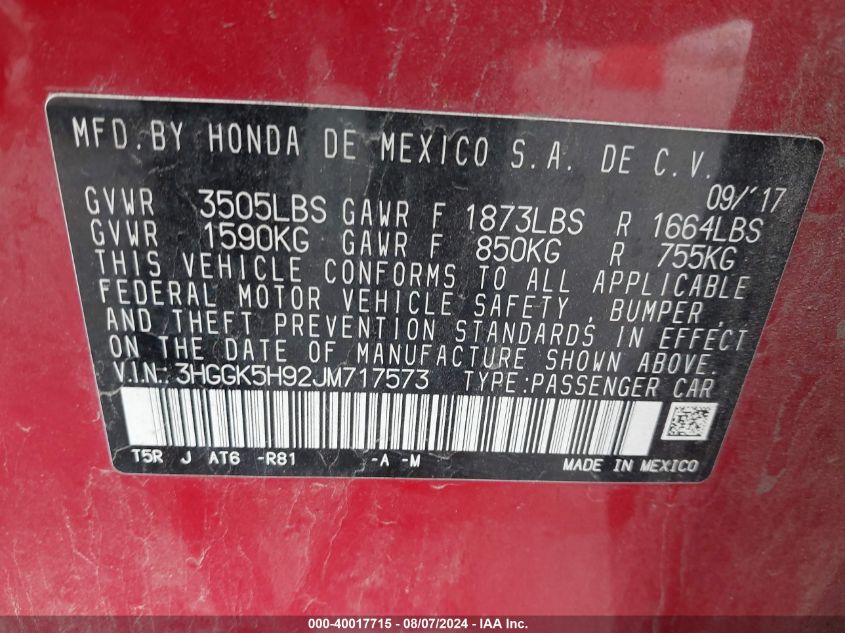 MFD. BY HONDA DE MEXICO S.A. DE C.V.
09/'17
GVWR 3505LBS GAWR F 1873LBS R 1664LBS
GVWR 1590KG GAWR F 850KG R 755KG
THIS VEHICLE CONFORMS TO ALL APPLICABLE
FEDERAL MOTOR VEHICLE SAFETY , BUMPER ,
AND THEFT PREVENTION STANDARDS IN EFFECT
ON THE DATE OF MANUFACTURE SHOWN ABOVE.
V.I.N.: 3HGGK5H92JM717573 TYPE:PASSENGER CAR
T5R J AT6 -R81 -A -M MADE IN MEXICO
000-40017715 - 08/07/2024 - IAA Inc.